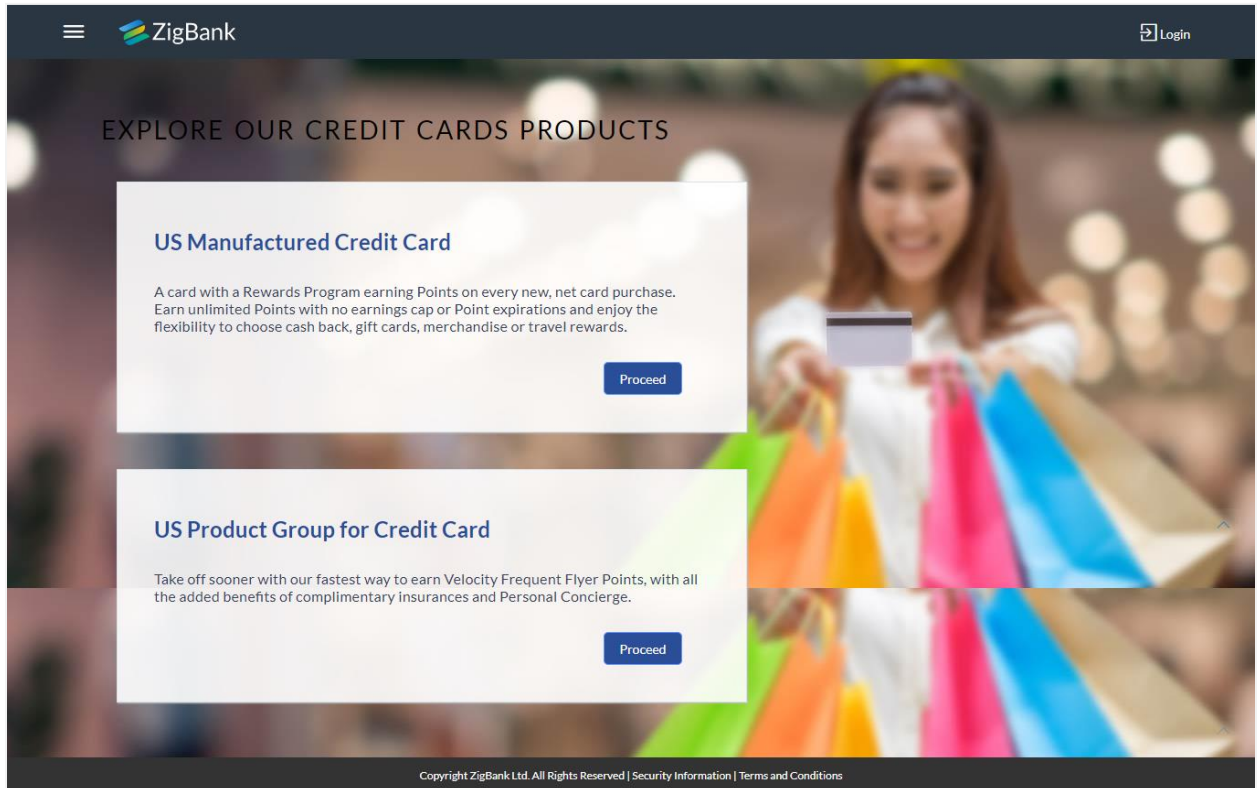 ZigBank
Login
EXPLORE OUR CREDIT CARDS PRODUCTS
US Manufactured Credit Card
A card with a Rewards Program earning Points on every new, net card purchase.
Earn unlimited Points with no earnings cap or Point expirations and enjoy the
flexibility to choose cash back, gift cards, merchandise or travel rewards.
Proceed
US Product Group for Credit Card
Take off sooner with our fastest way to earn Velocity Frequent Flyer Points, with all
the added benefits of complimentary insurances and Personal Concierge.
Proceed
Copyright ZigBank Ltd. All Rights Reserved | Security Information | Terms and Conditions